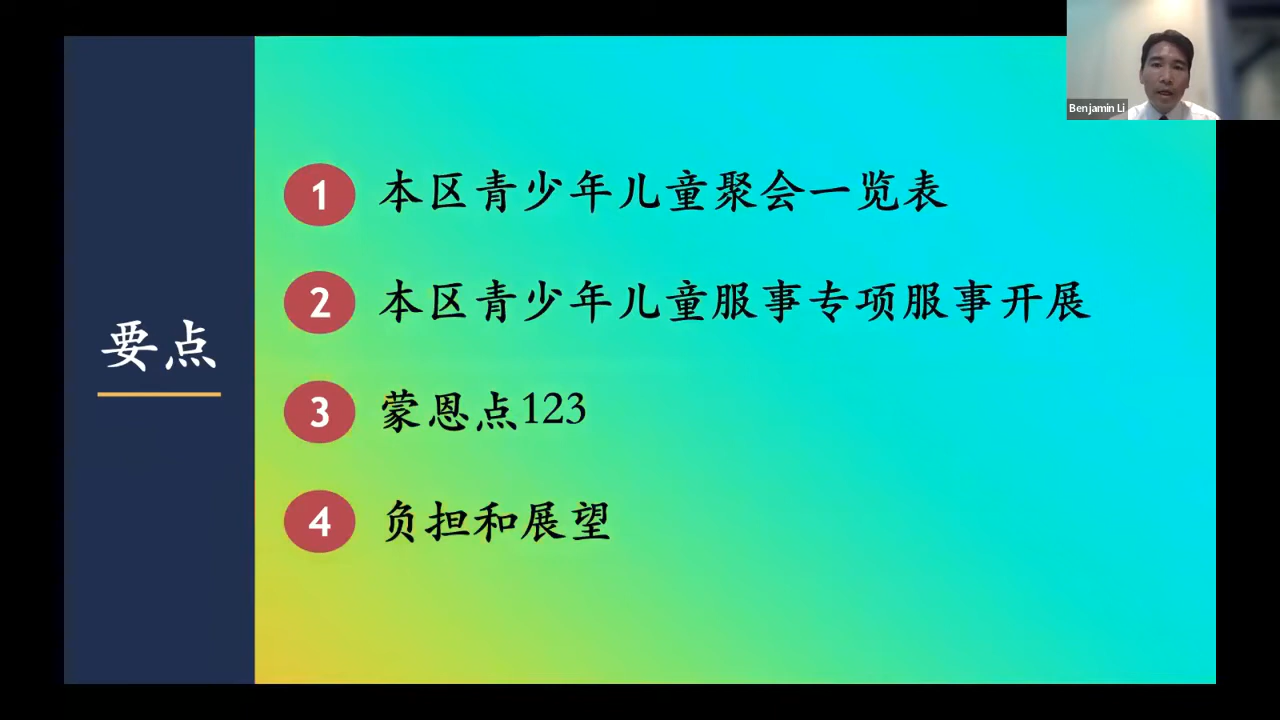 Benjamin Li
要点
1 本区青少年儿童聚会一览表
2 本区青少年儿童服事专项服事开展
3 蒙恩点123
4 负担和展望